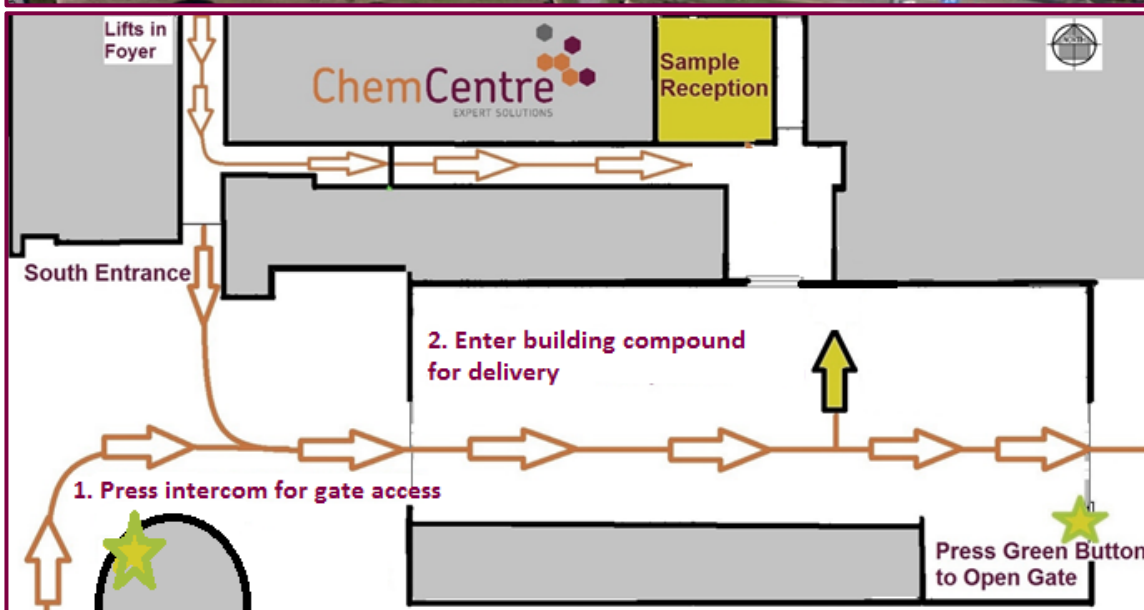 Lifts in
Foyer
ChemCentre
EXPERT SOLUTIONS
Sample
Reception
NORTH
South Entrance
2. Enter building compound
for delivery
1. Press intercom for gate access
Press Green Button
to Open Gate